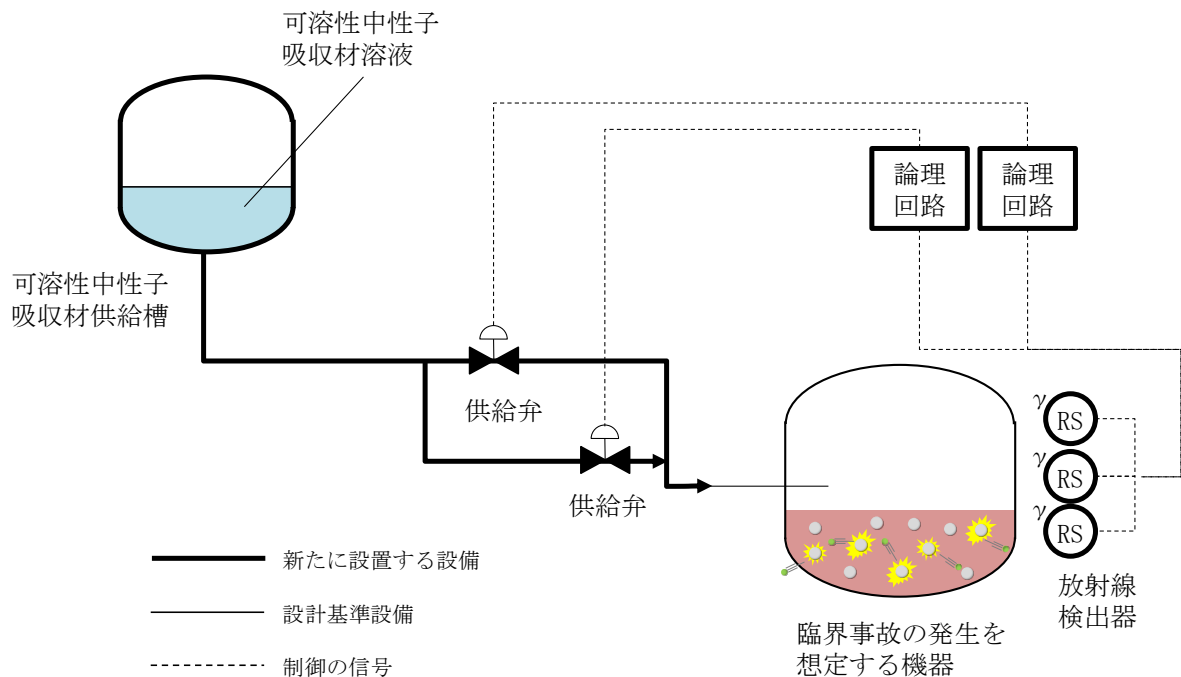 可溶性中性子
吸収材溶液
論理
回路
論理
回路
可溶性中性子
吸収材供給槽
供給弁
供給弁
γ
RS
γ
RS
γ
RS
放射線
検出器
臨界事故の発生を
想定する機器
新たに設置する設備
設計基準設備
制御の信号